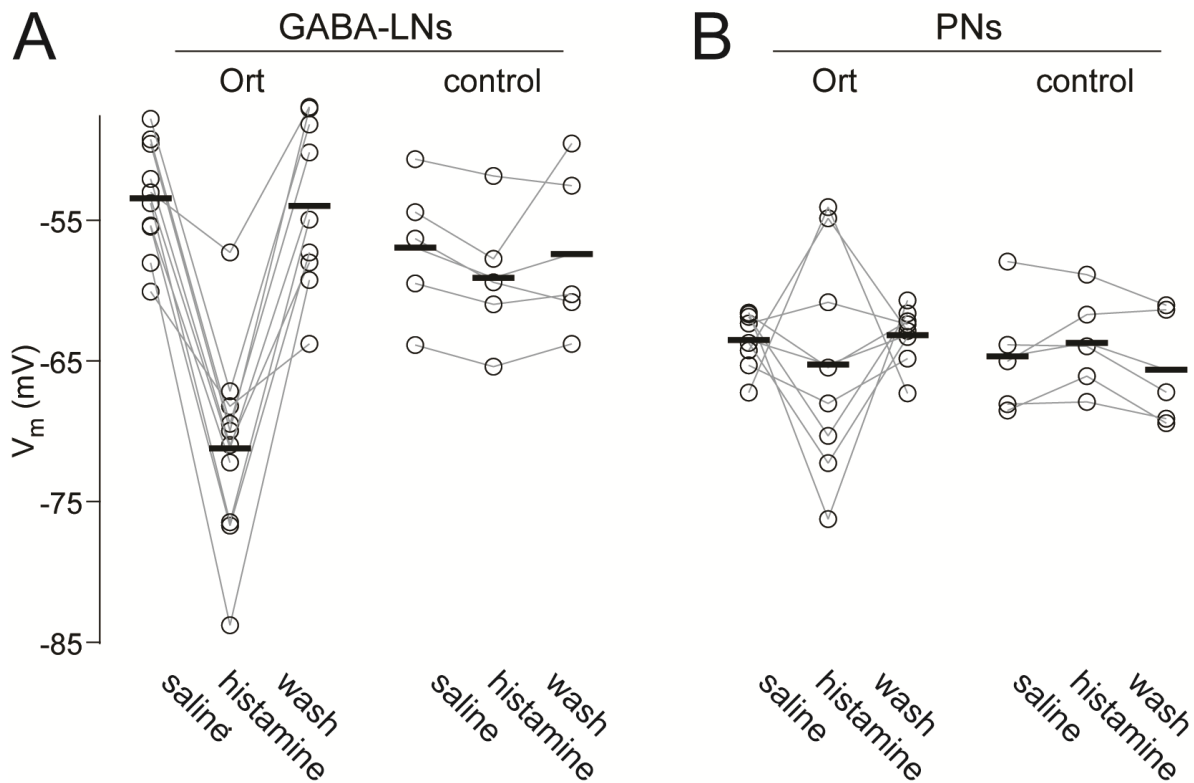 A
GABA-LNs
B
PNs
Ort
control
Ort
control
-55
-65
-75
-85
Vm (mV)
saline
histamine
wash
saline
histamine
wash
saline
histamine
wash
saline
histamine
wash